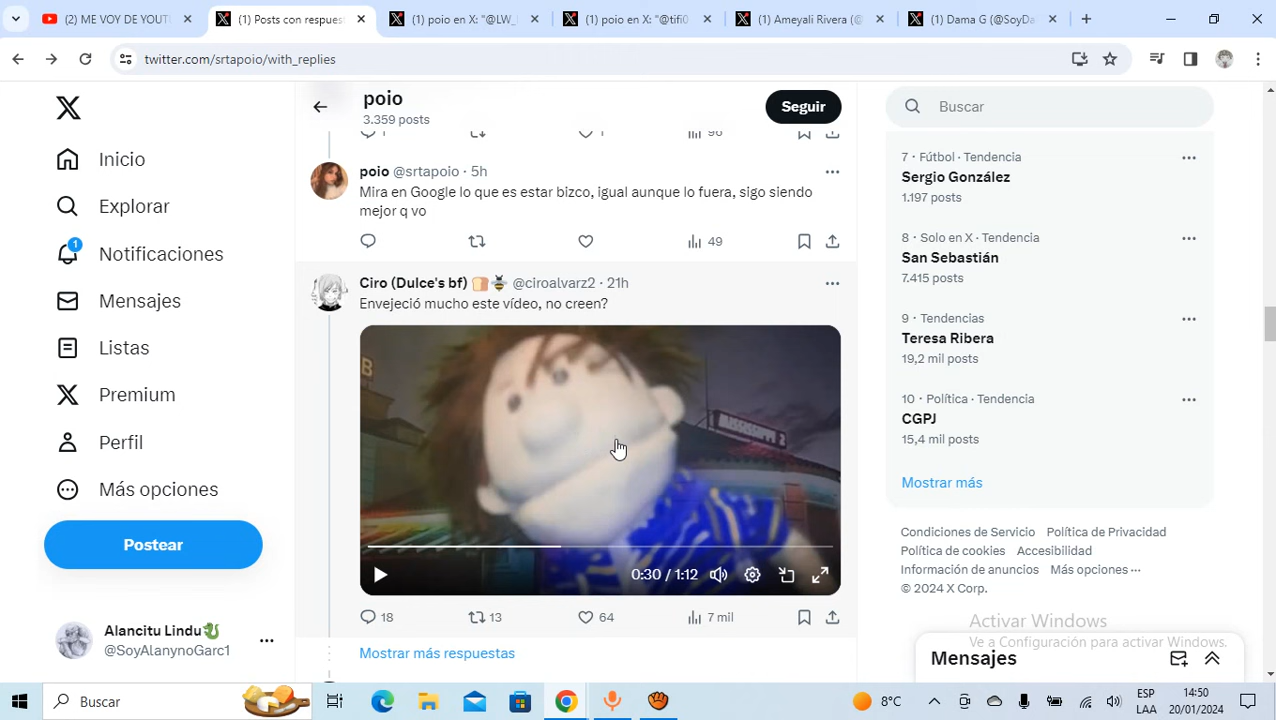 (2) ME VOY DE YOUT
(1) Posts con respues
(1) poio en X: "@LW_
(1) poio en X: "@tifi0
(1) Ameyali Rivera (@
(1) Dama G (@SoyDa
twitter.com/srtapoio/with_replies
poio
3.359 posts
Seguir
Buscar
Inicio
Explorar
1
Notificaciones
Mensajes
Listas
Premium
Perfil
Más opciones
Postear
Alancitu Lindu
@SoyAlanynoGarc1
1
1
96
poio @srtapoio · 5h
Mira en Google lo que es estar bizco, igual aunque lo fuera, sigo siendo
mejor q vo
49
Ciro (Dulce's bf) @ciroalvarz2 · 21h
Envejeció mucho este vídeo, no creen?
0:30 / 1:12
18
13
64
7 mil
Mostrar más respuestas
7 · Fútbol · Tendencia
Sergio González
1.197 posts
8 · Solo en X · Tendencia
San Sebastián
7.415 posts
9 · Tendencias
Teresa Ribera
19,2 mil posts
10 · Política · Tendencia
CGPJ
15,4 mil posts
Mostrar más
Condiciones de Servicio Política de Privacidad
Política de cookies Accesibilidad
Información de anuncios Más opciones ···
© 2024 X Corp.
Activar Windows
Ve a Configuración para activar Windows.
Mensajes
Buscar
8°C
ESP
LAA
14:50
20/01/2024